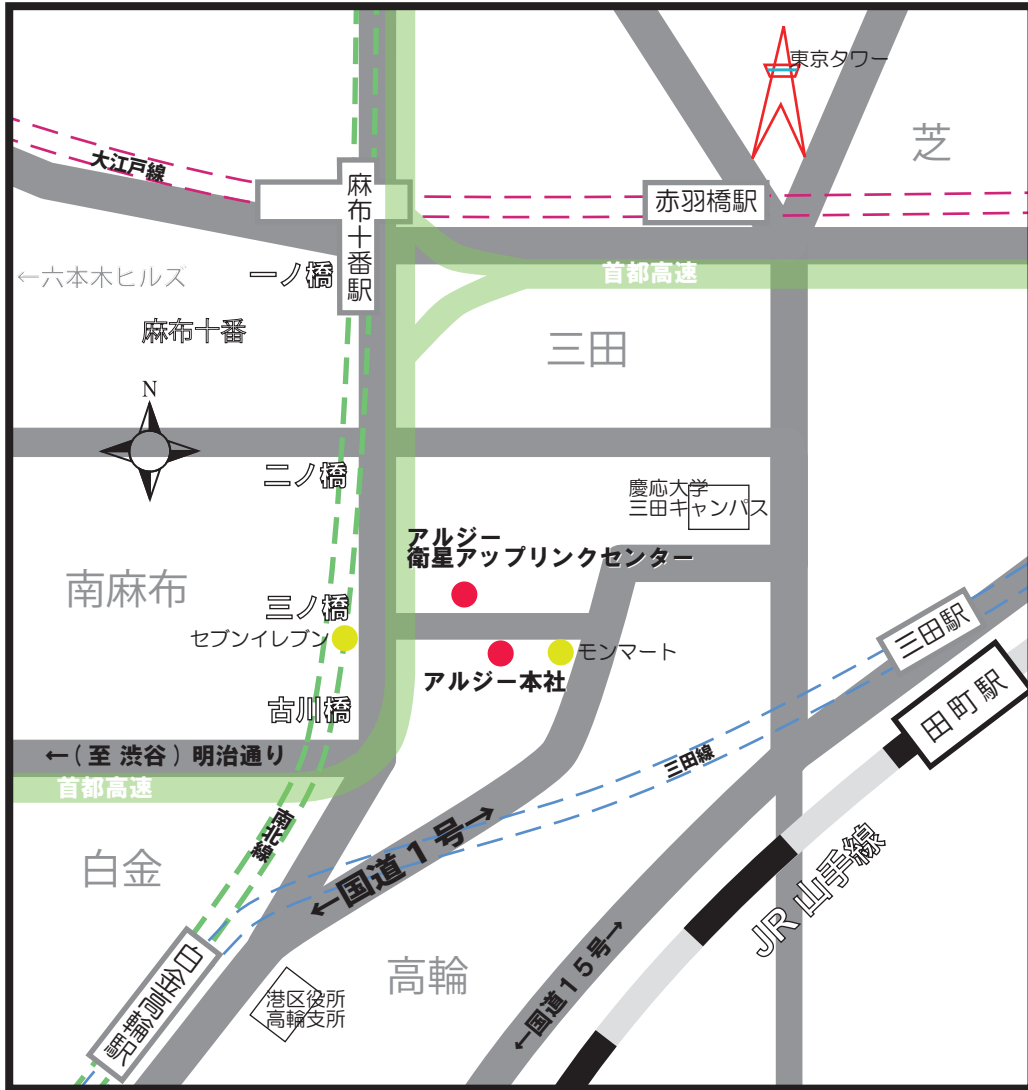 東京タワー
芝
大江戸線
麻布十番駅
赤羽橋駅
←六本木ヒルズ
一ノ橋
首都高速
麻布十番
三田
N
二ノ橋
慶応大学
三田キャンパス
アルジー
衛星アップリンクセンター
南麻布
三ノ橋
セブンイレブン
モンマート
三田駅
アルジー本社
田町駅
古川橋
←(至 渋谷) 明治通り
首都高速
三田線
南北線
←国道1号→
白金
JR 山手線
白金高輪駅
高輪
←国道15号→
港区役所
高輪支所